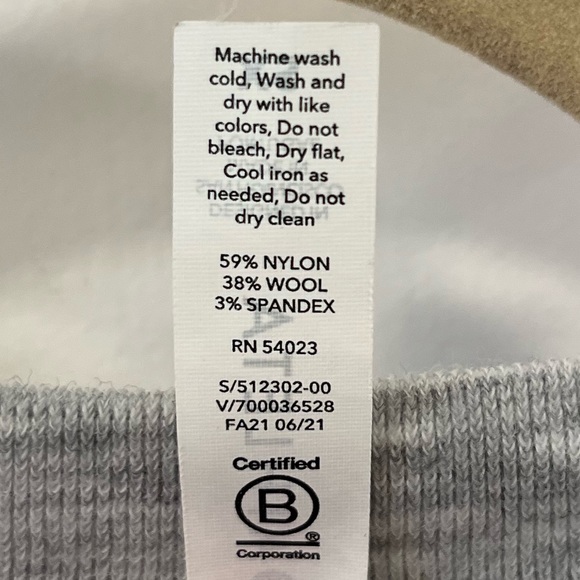 Machine wash
cold, Wash and
dry with like
colors, Do not
bleach, Dry flat,
Cool iron as
needed, Do not
dry clean
59% NYLON
38% WOOL
3% SPANDEX
RN 54023
S/512302-00
V/700036528
FA21 06/21
Certified
B
®
Corporation